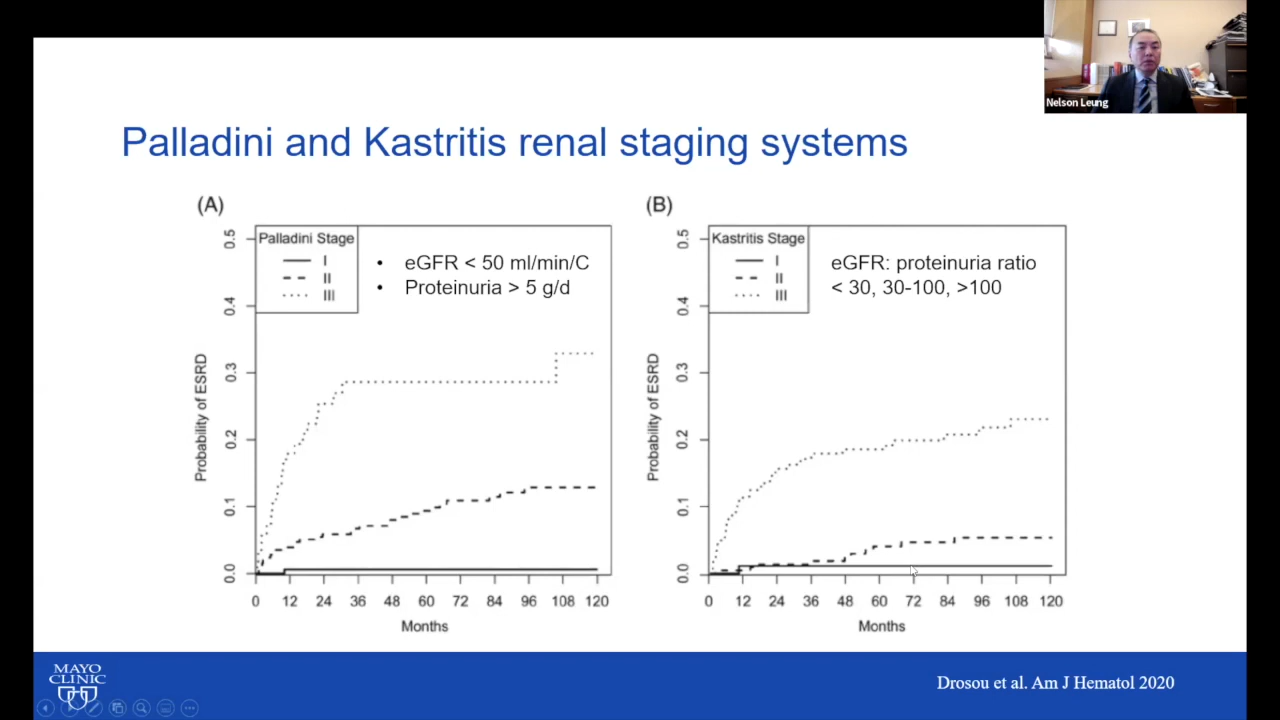 Nelson Leung
Palladini and Kastritis renal staging systems
(A)
Palladini Stage
I
II
III
• eGFR < 50 ml/min/C
• Proteinuria > 5 g/d
Probability of ESRD
0.5
0.4
0.3
0.2
0.1
0.0
0 12 24 36 48 60 72 84 96 108 120
Months
(B)
Kastritis Stage
I
II
III
eGFR: proteinuria ratio
< 30, 30-100, >100
Probability of ESRD
0.5
0.4
0.3
0.2
0.1
0.0
0 12 24 36 48 60 72 84 96 108 120
Months
MAYO
CLINIC
Drosou et al. Am J Hematol 2020